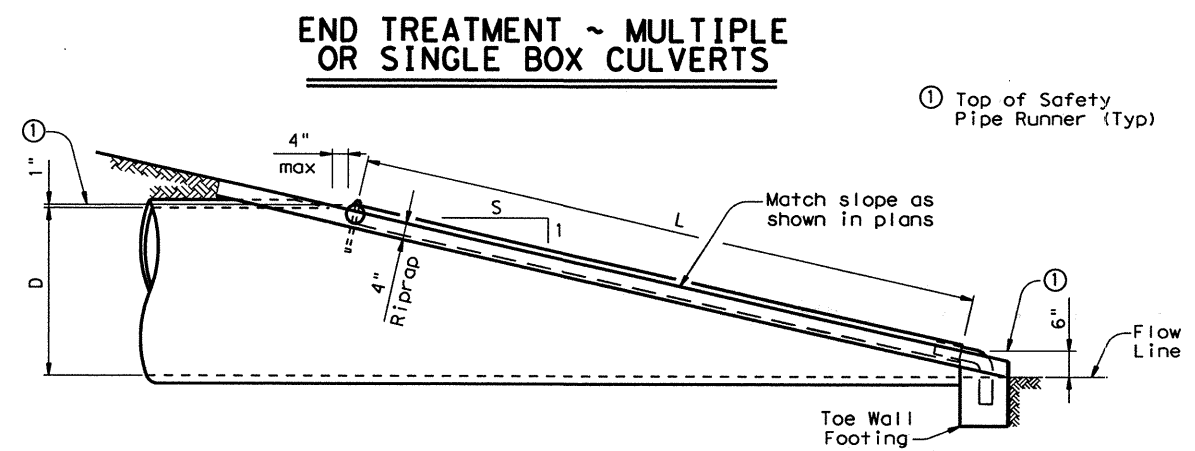 END TREATMENT ~ MULTIPLE
OR SINGLE BOX CULVERTS
① Top of Safety
Pipe Runner (Typ)
①
1"
4"
max
S
1
L
Match slope as
shown in plans
D
4"
Riprap
①
6"
Flow
Line
Toe Wall
Footing